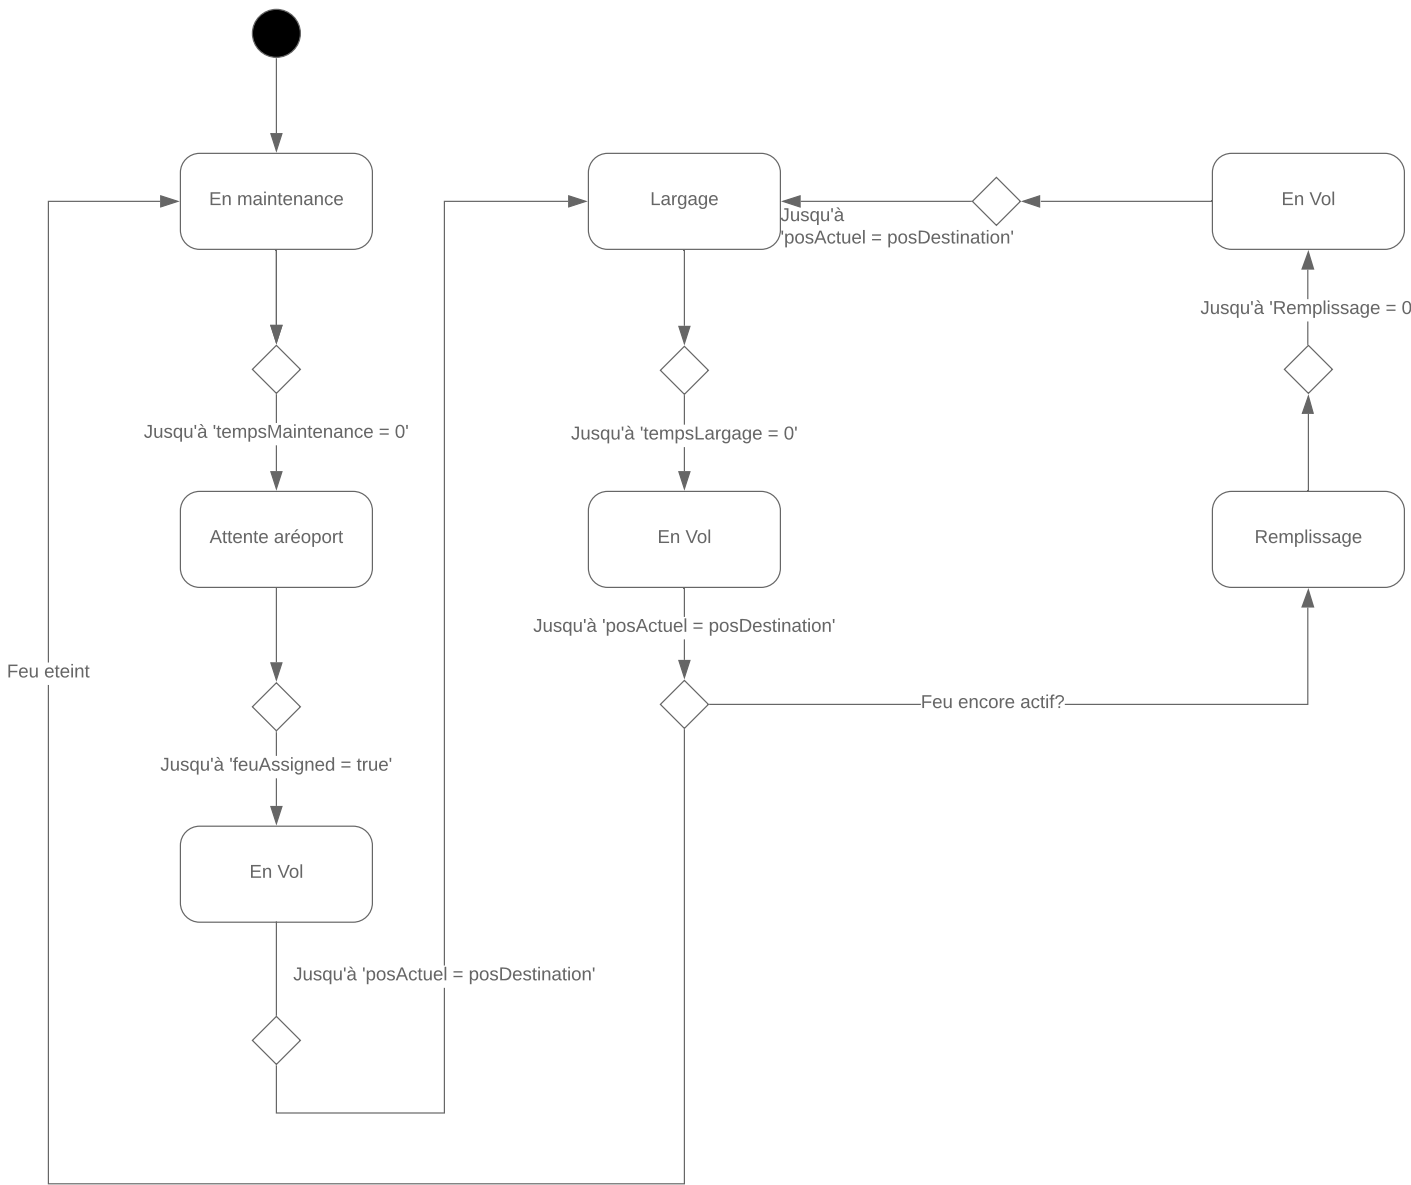 En maintenance
Largage
En Vol
Jusqu'à
'posActuel = posDestination'
Jusqu'à 'Remplissage = 0
Jusqu'à 'tempsMaintenance = 0'
Jusqu'à 'tempsLargage = 0'
Attente aréoport
En Vol
Remplissage
Jusqu'à 'posActuel = posDestination'
Feu eteint
Feu encore actif?
Jusqu'à 'feuAssigned = true'
En Vol
Jusqu'à 'posActuel = posDestination'